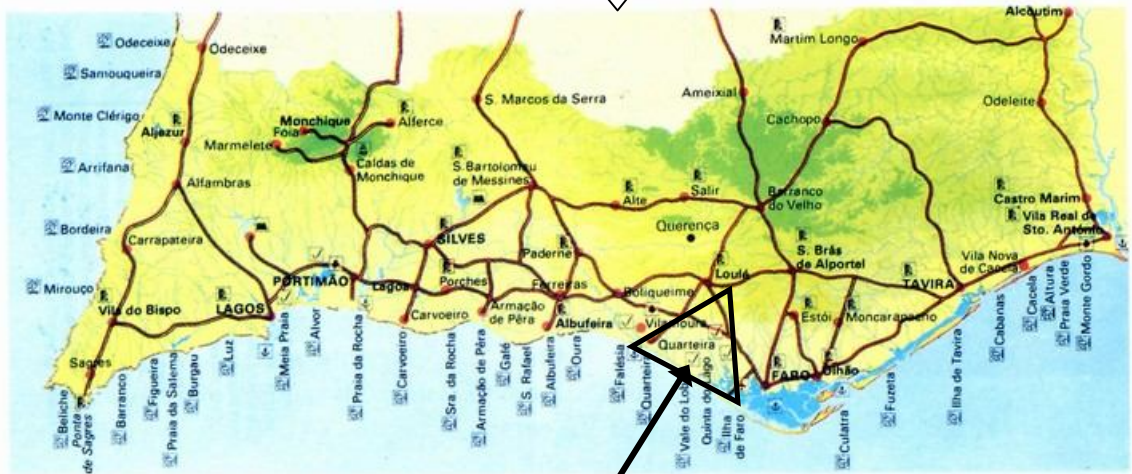 Odeceixe
Samouqueira
Monte Clérigo
Arrifana
Bordeira
Mirouço
Odeceixe
Aljezur
Alfambras
Carrapateira
Vila do Bispo
Sagres
LAGOS
Monchique
Fóia
Marmelete
Alferce
Caldas de
Monchique
PORTIMÃO
Lagoa
SILVES
Carvoeiro
Porches
Armação
de Pêra
S. Marcos da Serra
S. Bartolomeu
de Messines
Paderne
Ferreiras
Albufeira
Alte
Salir
Querença
Boliqueime
Vilamoura
Quarteira
Loulé
Ameixial
Barranco
do Velho
S. Brás
de Alportel
Estói
Moncarapacho
FARO
Olhão
Martim Longo
Cachopo
Alcoutim
Odeleite
Castro Marim
Vila Real de
Sto. António
Vila Nova
de Cacela
TAVIRA
Beliche
Ponta
de Sagres
Barranco
Figueira
Praia da Salema
Burgau
Luz
Meia Praia
Alvor
Praia da Rocha
Carvoeiro
Sra. da Rocha
Armação de Pêra
Galé
S. Rafael
Albufeira
Oura
Falésia
Quarteira
Vale do Lobo
Quinta do Lago
Ilha
de Faro
Culatra
Fuzeta
Ilha de Tavira
Cabanas
Cacela
Altura
Praia Verde
Monte Gordo